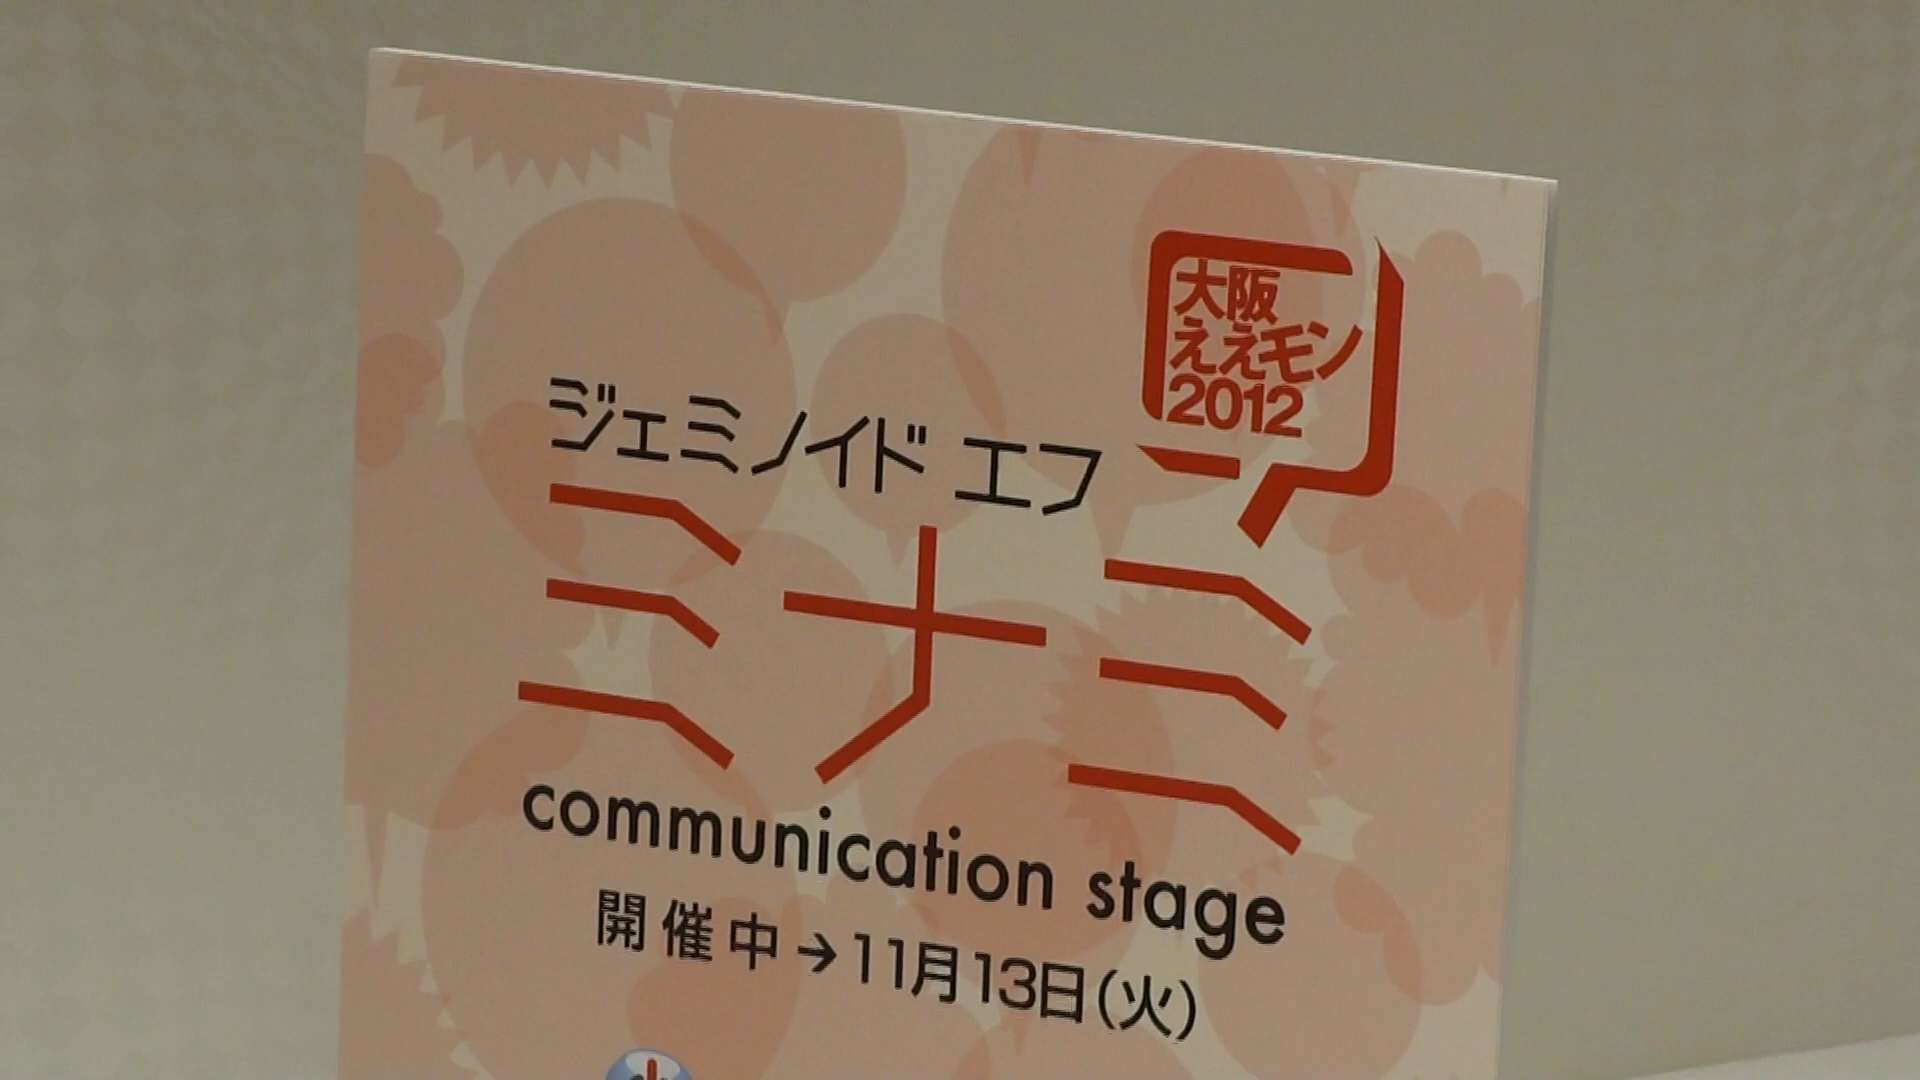 大阪
ええモン
2012
ジェミノイド エフ
ミナミ
communication stage
開催中→11月13日(火)